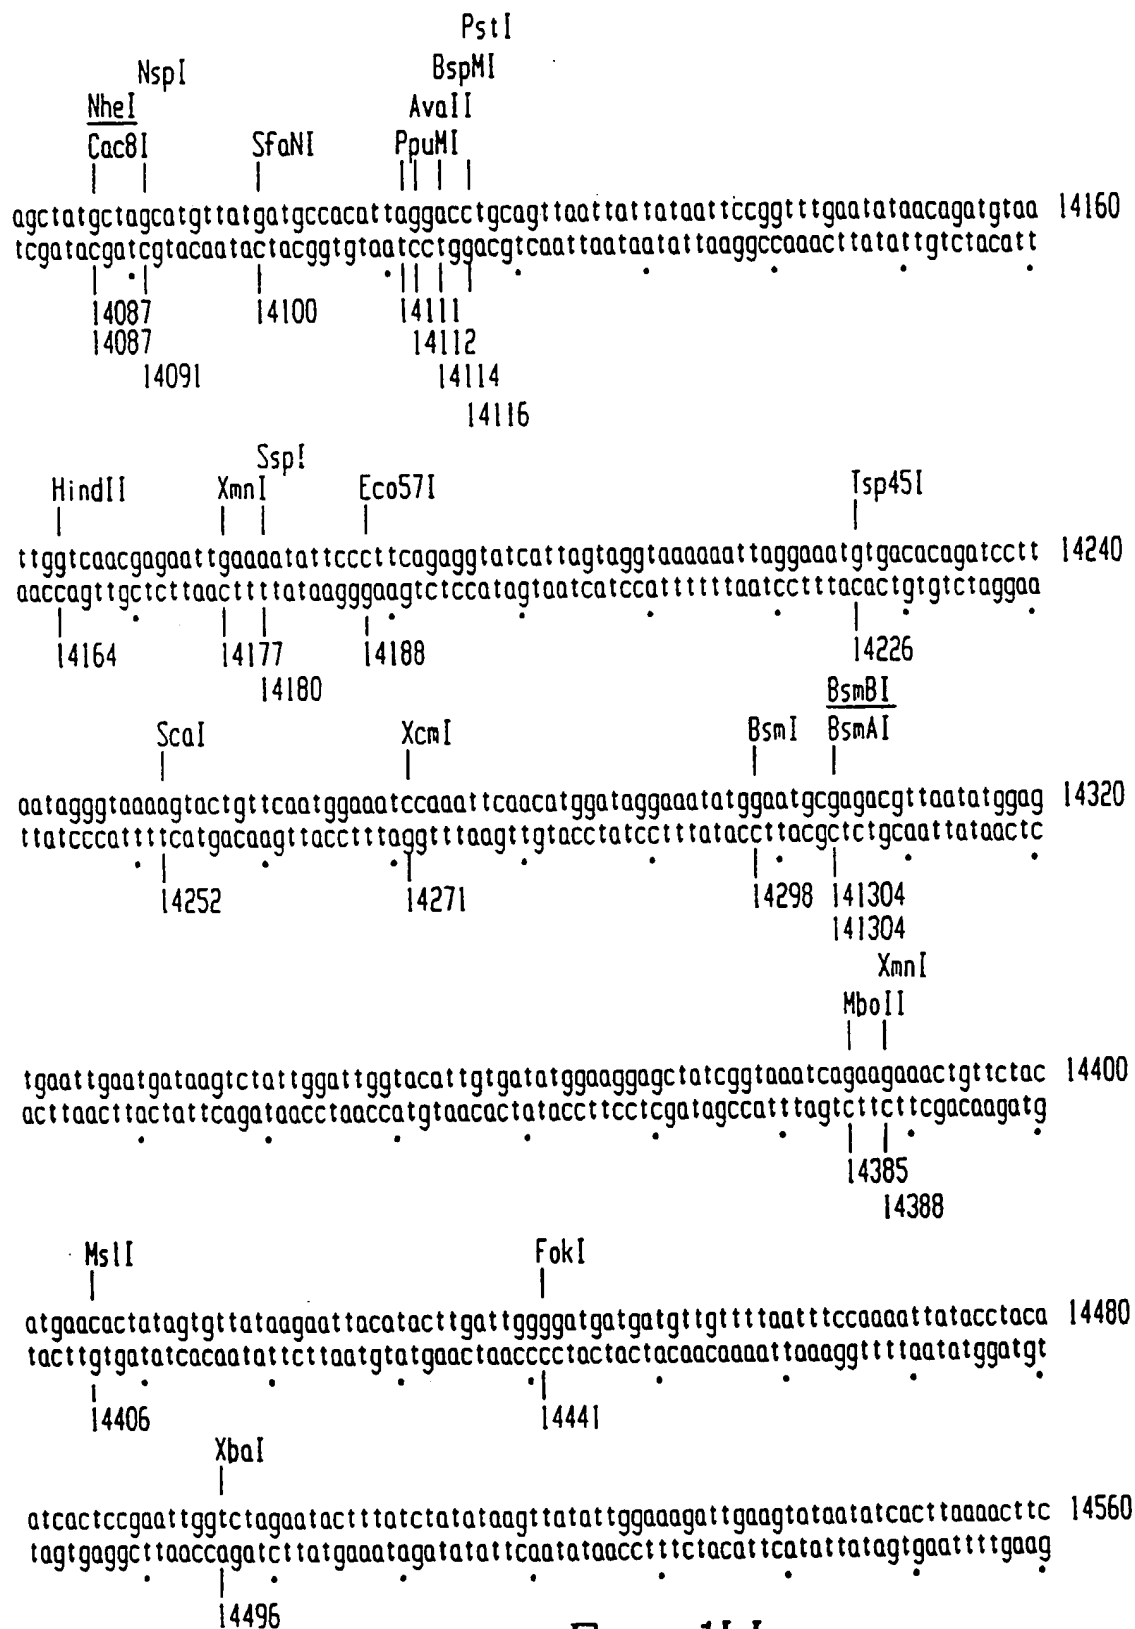 PstI
NspI BspMI
NheI AvaII
Cac8I SfaNI PpuMI
agctatgctagcatgttatgatgccacattaggacctgcagttaattattataattccggtttgaatataacagatgtaa 14160
tcgatacgatcgtacaatactacggtgtaatcctggacgtcaattaataatattaaggccaaacttatattgtctacatt
14087 14100 14111
14087 14112
14091 14114
14116
SspI
HindII XmnI Eco57I Tsp45I
ttggtcaacgagaattgaaaatattcccttcagaggtatcattagtaggtaaaaaattaggaaatgtgacacagatcctt 14240
aaccagttgctcttaacttttataagggaagtctccatagtaatcatccattttttaatcctttacactgtgtctaggaa
14164 14177 14188 14226
14180
BsmBI
ScaI XcmI BsmI BsmAI
aatagggtaaaagtactgttcaatggaaatccaaattcaacatggataggaaatatggaatgcgagacgttaatatggag 14320
ttatcccattttcatgacaagttacctttaggtttaagttgtacctatcctttataccttacgctctgcaattataactc
14252 14271 14298 141304
141304
XmnI
MboII
tgaattgaatgataagtctattggattggtacattgtgatatggaaggagctatcggtaaatcagaagaaactgttctac 14400
acttaacttactattcagataacctaaccatgtaacactataccttcctcgatagccatttagtcttcttcgacaagatg
14385
14388
MslI FokI
atgaacactatagtgttataagaattacatacttgattggggatgatgatgttgttttaatttccaaaattatacctaca 14480
tacttgtgatatcacaatattcttaatgtatgaactaacccctactactacaacaaaattaaaggttttaatatggatgt
14406 14441
XbaI
atcactccgaattggtctagaatactttatctatataagttatattggaaagattgaagtataatatcacttaaaacttc 14560
tagtgaggcttaaccagatcttatgaaatagatatattcaatataacctttctacattcatattatagtgaattttgaag
14496